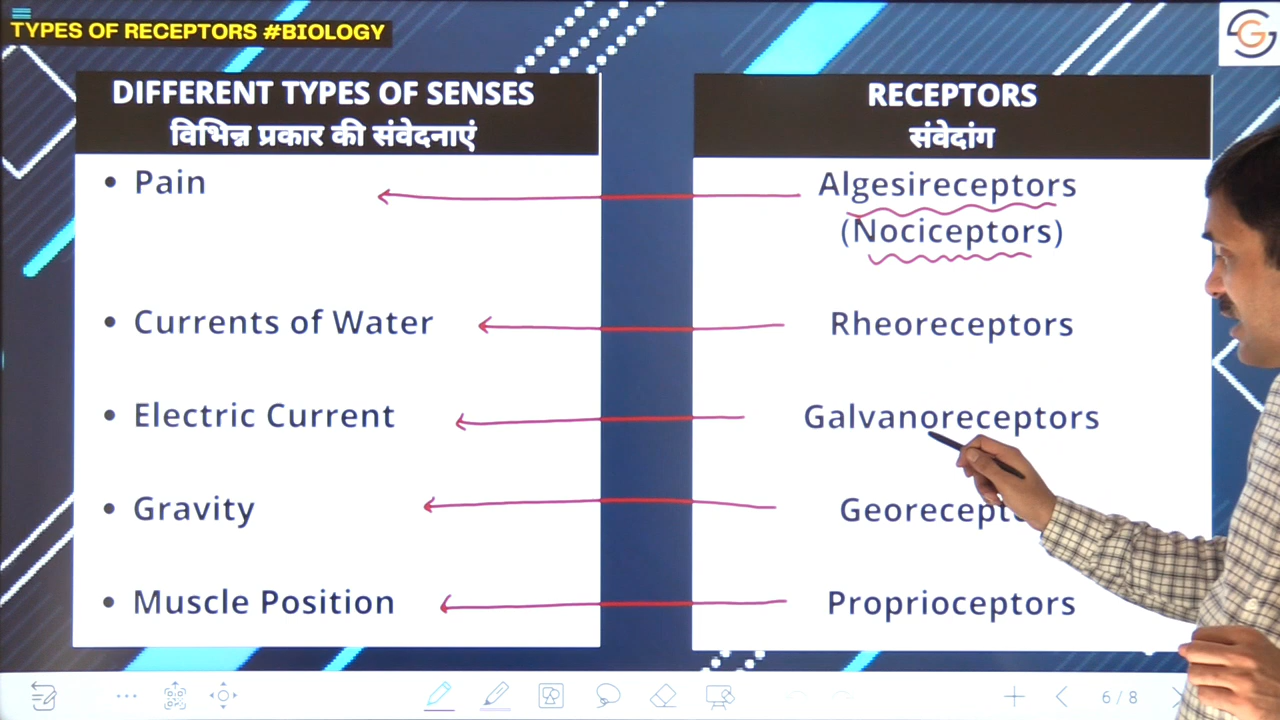 TYPES OF RECEPTORS #BIOLOGY
DIFFERENT TYPES OF SENSES
विभिन्न प्रकार की संवेदनाएं
RECEPTORS
संवेदांग
• Pain
Algesireceptors
(Nociceptors)
• Currents of Water
Rheoreceptors
• Electric Current
Galvanoreceptors
• Gravity
• Muscle Position
Proprioceptors
6/8